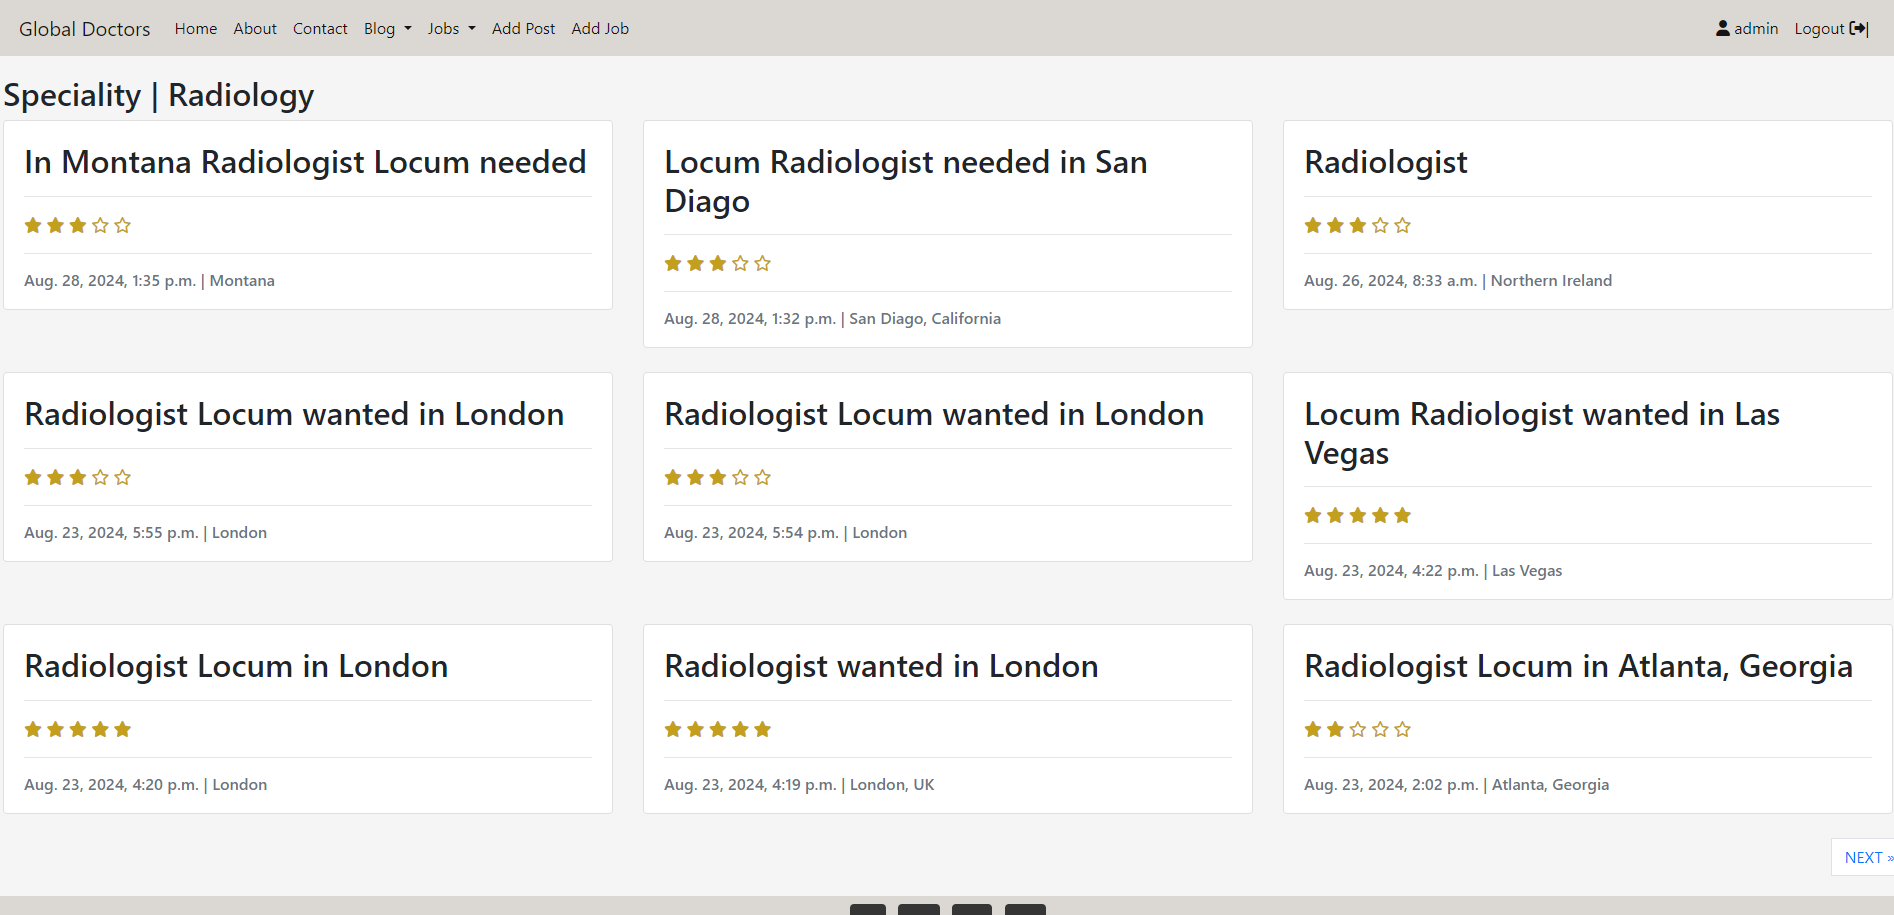 Global Doctors Home About Contact Blog Jobs Add Post Add Job admin Logout
Speciality | Radiology
In Montana Radiologist Locum needed
Aug. 28, 2024, 1:35 p.m. | Montana
Locum Radiologist needed in San
Diago
Aug. 28, 2024, 1:32 p.m. | San Diago, California
Radiologist
Aug. 26, 2024, 8:33 a.m. | Northern Ireland
Radiologist Locum wanted in London
Aug. 23, 2024, 5:55 p.m. | London
Radiologist Locum wanted in London
Aug. 23, 2024, 5:54 p.m. | London
Locum Radiologist wanted in Las
Vegas
Aug. 23, 2024, 4:22 p.m. | Las Vegas
Radiologist Locum in London
Aug. 23, 2024, 4:20 p.m. | London
Radiologist wanted in London
Aug. 23, 2024, 4:19 p.m. | London, UK
Radiologist Locum in Atlanta, Georgia
Aug. 23, 2024, 2:02 p.m. | Atlanta, Georgia
NEXT »